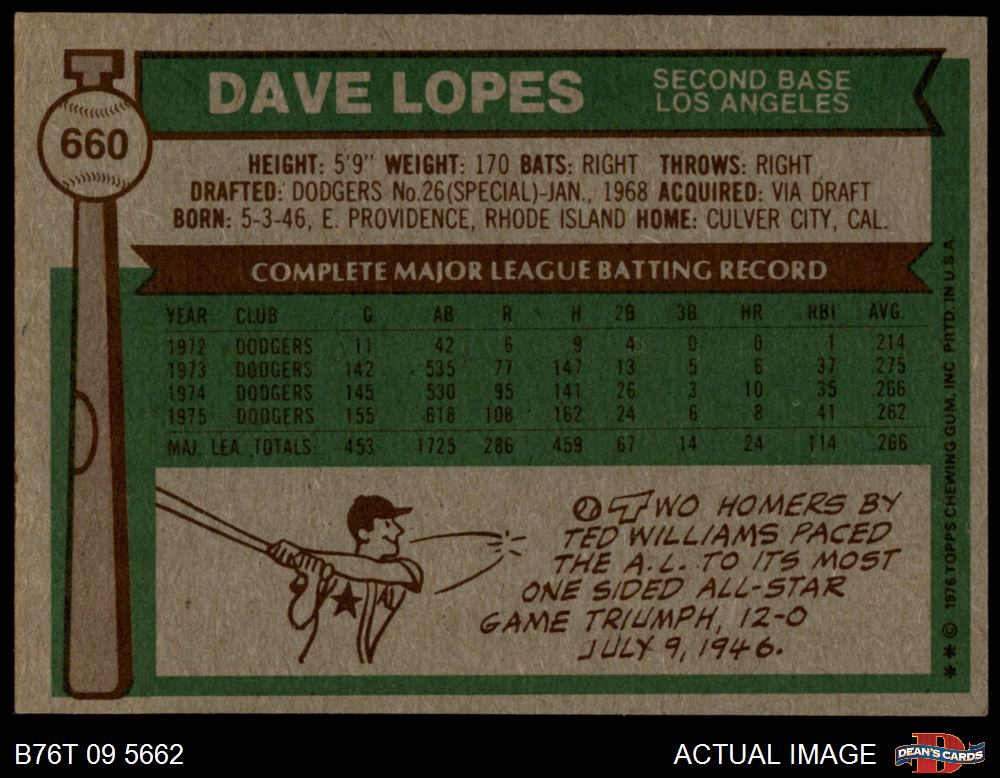 DAVE LOPES
SECOND BASE
LOS ANGELES
660
HEIGHT: 5'9" WEIGHT: 170 BATS: RIGHT THROWS: RIGHT
DRAFTED: DODGERS No.26(SPECIAL)-JAN., 1968 ACQUIRED: VIA DRAFT
BORN: 5-3-46, E. PROVIDENCE, RHODE ISLAND HOME: CULVER CITY, CAL.
COMPLETE MAJOR LEAGUE BATTING RECORD
YEAR CLUB G AB R H 2B 3B HR RBI AVG.
1972 DODGERS 11 42 6 9 4 0 0 1 .214
1973 DODGERS 142 535 77 147 13 5 6 37 .275
1974 DODGERS 145 530 95 141 26 3 10 35 .266
1975 DODGERS 155 618 108 162 24 6 8 41 .262
MAJ. LEA. TOTALS: 453 1725 286 459 67 14 24 114 .266
TWO HOMERS BY
TED WILLIAMS PACED
THE A.L. TO ITS MOST
ONE SIDED ALL-STAR
GAME TRIUMPH, 12-0
JULY 9, 1946.
AL
** © 1976 TOPPS CHEWING GUM, INC. PRTD. IN U.S.A.
B76T 09 5662
ACTUAL IMAGE
D
DEAN'S CARDS